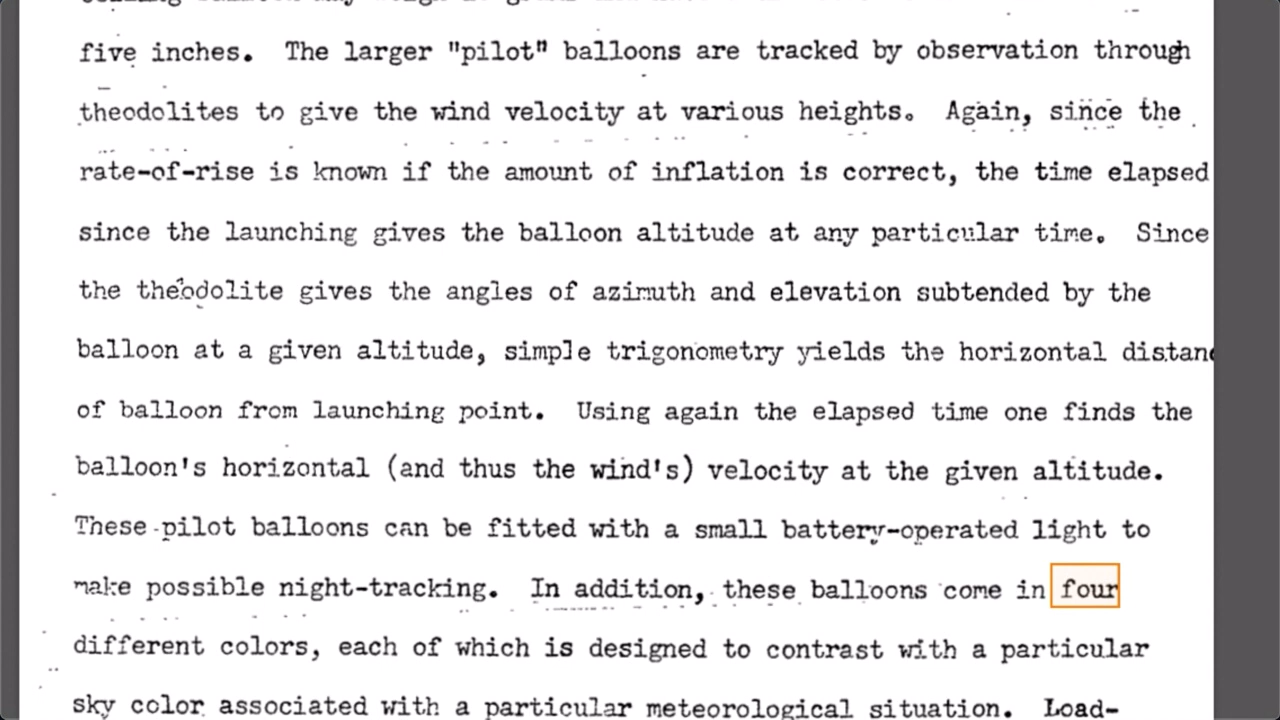 five inches. The larger "pilot" balloons are tracked by observation through
theodolites to give the wind velocity at various heights. Again, since the
rate-of-rise is known if the amount of inflation is correct, the time elapsed
since the launching gives the balloon altitude at any particular time. Since
the theodolite gives the angles of azimuth and elevation subtended by the
balloon at a given altitude, simple trigonometry yields the horizontal distanc
of balloon from launching point. Using again the elapsed time one finds the
balloon's horizontal (and thus the wind's) velocity at the given altitude.
These pilot balloons can be fitted with a small battery-operated light to
make possible night-tracking. In addition, these balloons come in four
different colors, each of which is designed to contrast with a particular
sky color associated with a particular meteorological situation. Load-